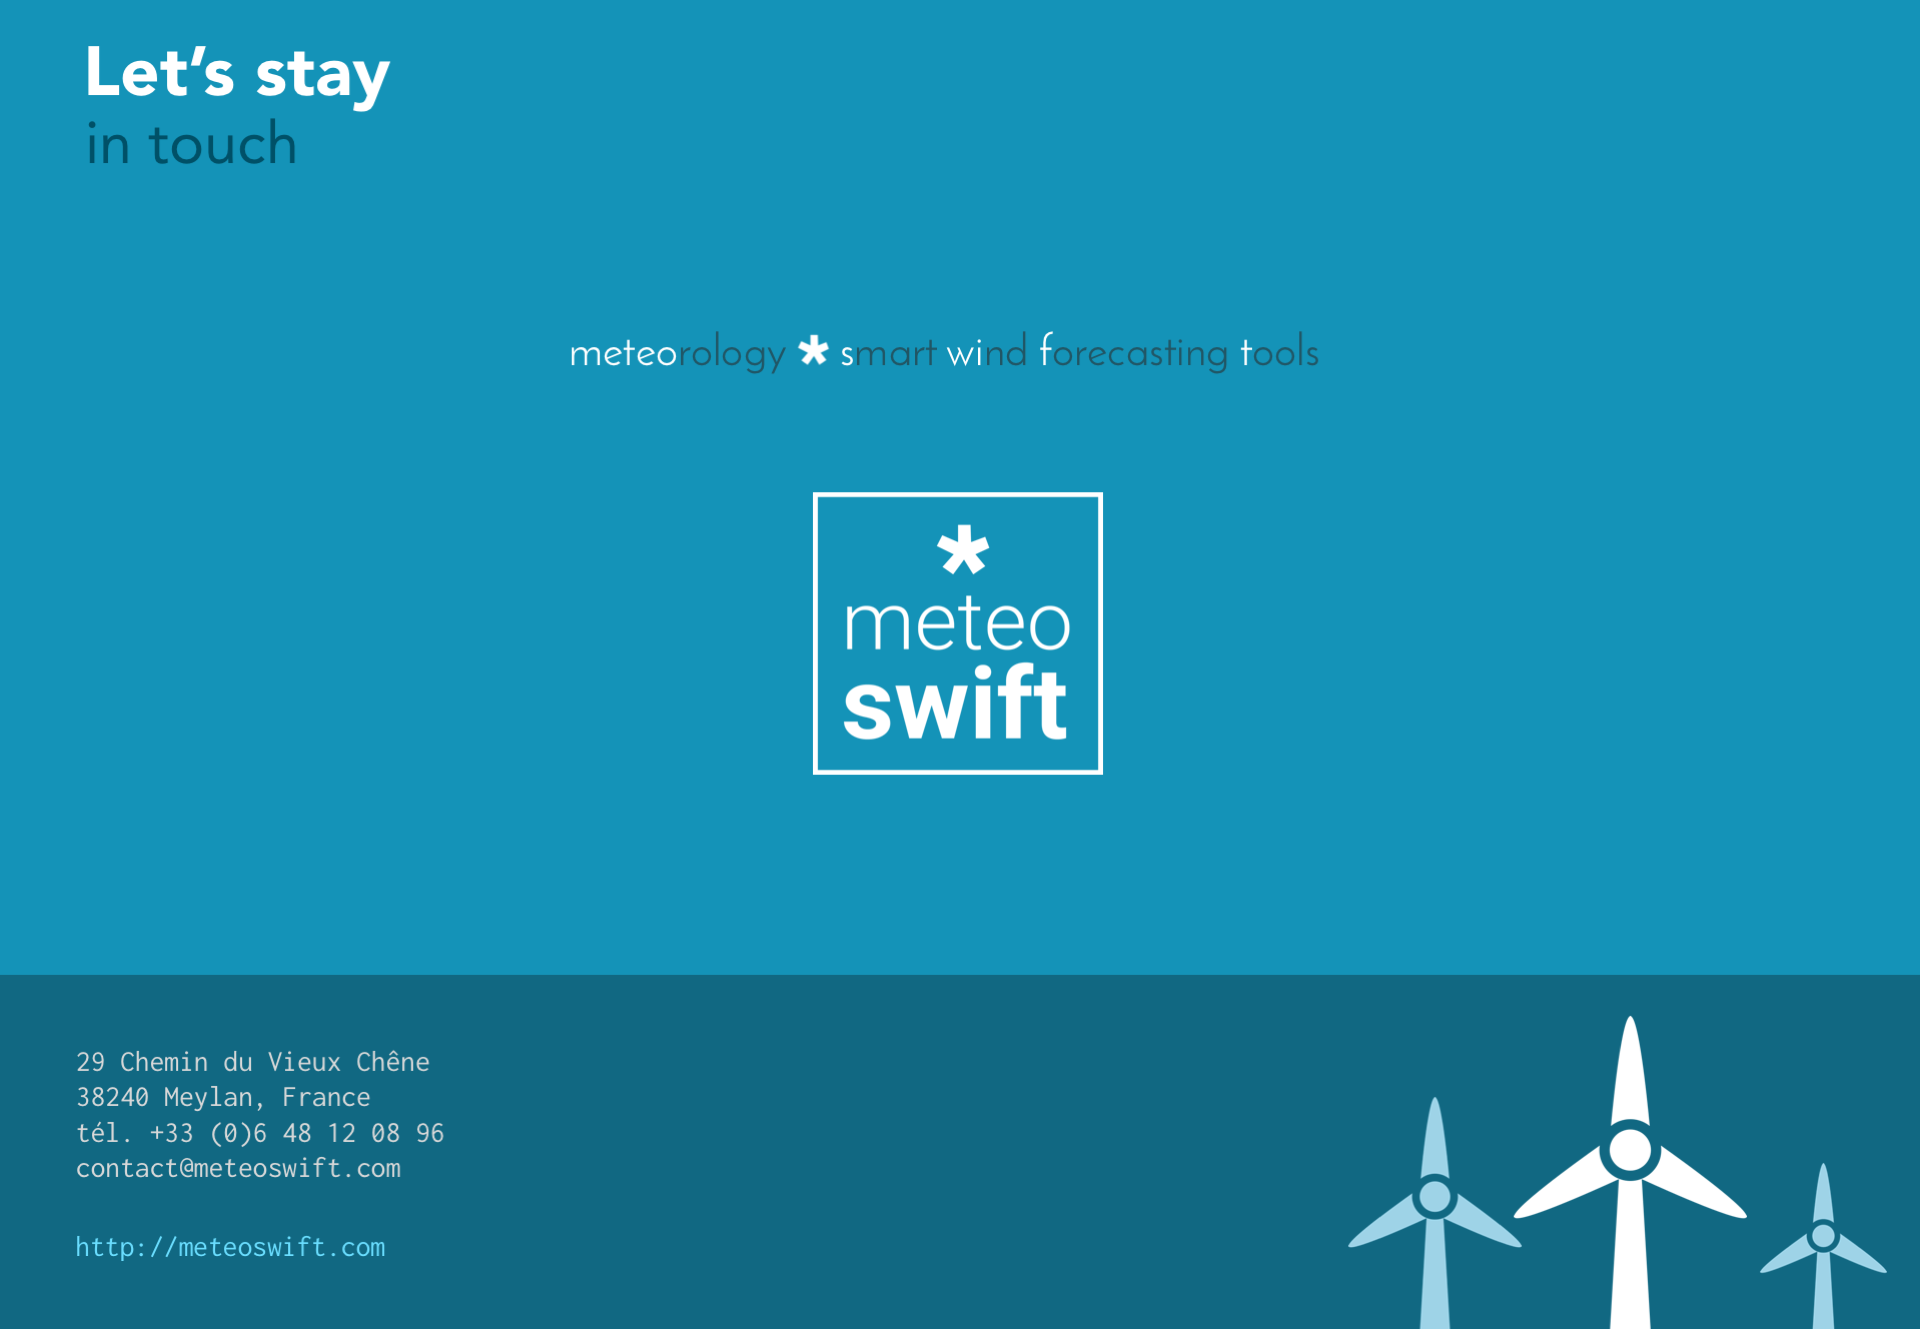 Let's stay
in touch
meteorology * smart wind forecasting tools
*
meteo
swift
29 Chemin du Vieux Chêne
38240 Meylan, France
tél. +33 (0)6 48 12 08 96
contact@meteoswift.com
http://meteoswift.com